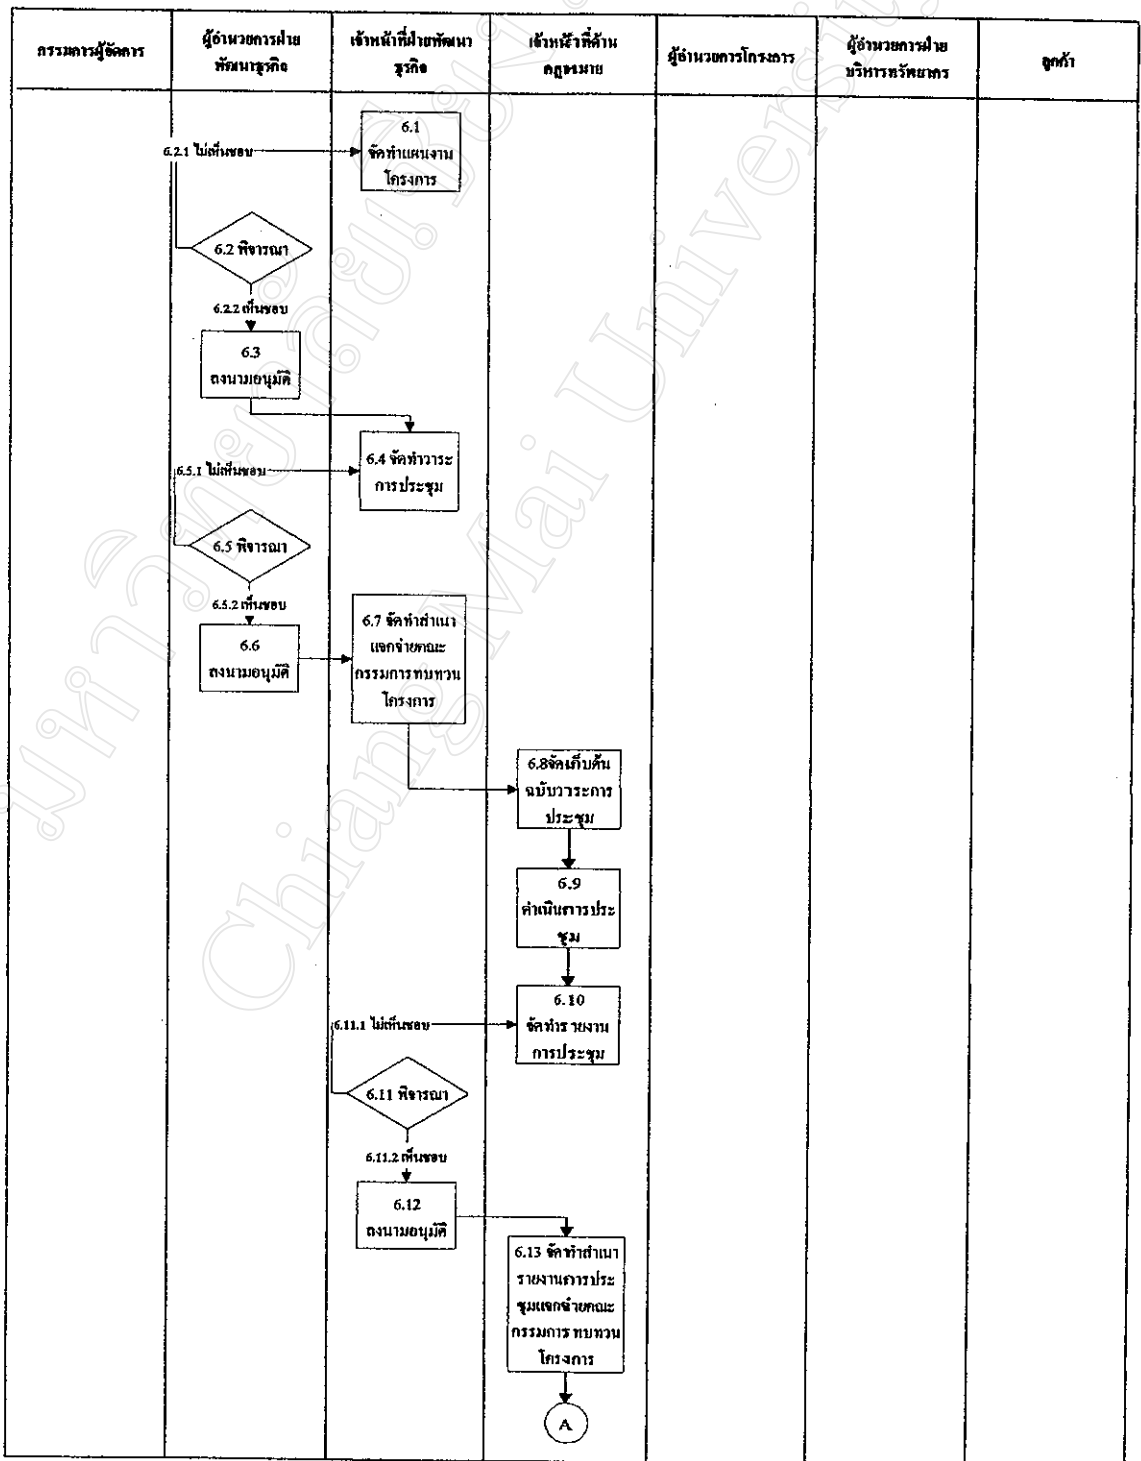 กรรมการผู้จัดการ
ผู้อำนวยการฝ่าย
พัฒนาธุรกิจ
เจ้าหน้าที่ฝ่ายพัฒนา
ธุรกิจ
เจ้าหน้าที่ด้าน
กฎหมาย
ผู้อำนวยการโครงการ
ผู้อำนวยการฝ่าย
บริหารทรัพยากร
ลูกค้า
6.1
จัดทำแผนงาน
โครงการ
6.2.1 ไม่เห็นชอบ
6.2 พิจารณา
6.2.2 เห็นชอบ
6.3
ลงนามอนุมัติ
6.4 จัดทำวาระ
การประชุม
6.5.1 ไม่เห็นชอบ
6.5 พิจารณา
6.5.2 เห็นชอบ
6.6
ลงนามอนุมัติ
6.7 จัดทำสำเนา
แจกจ่ายคณะ
กรรมการทบทวน
โครงการ
6.8จัดเก็บต้น
ฉบับวาระการ
ประชุม
6.9
ดำเนินการประ
ชุม
6.10
จัดทำรายงาน
การประชุม
6.11.1 ไม่เห็นชอบ
6.11 พิจารณา
6.11.2 เห็นชอบ
6.12
ลงนามอนุมัติ
6.13 จัดทำสำเนา
รายงานการประ
ชุมแจกจ่ายคณะ
กรรมการ ทบทวน
โครงการ
A
มหาวิทยาลัยเชียงใหม่
Chiang Mai University